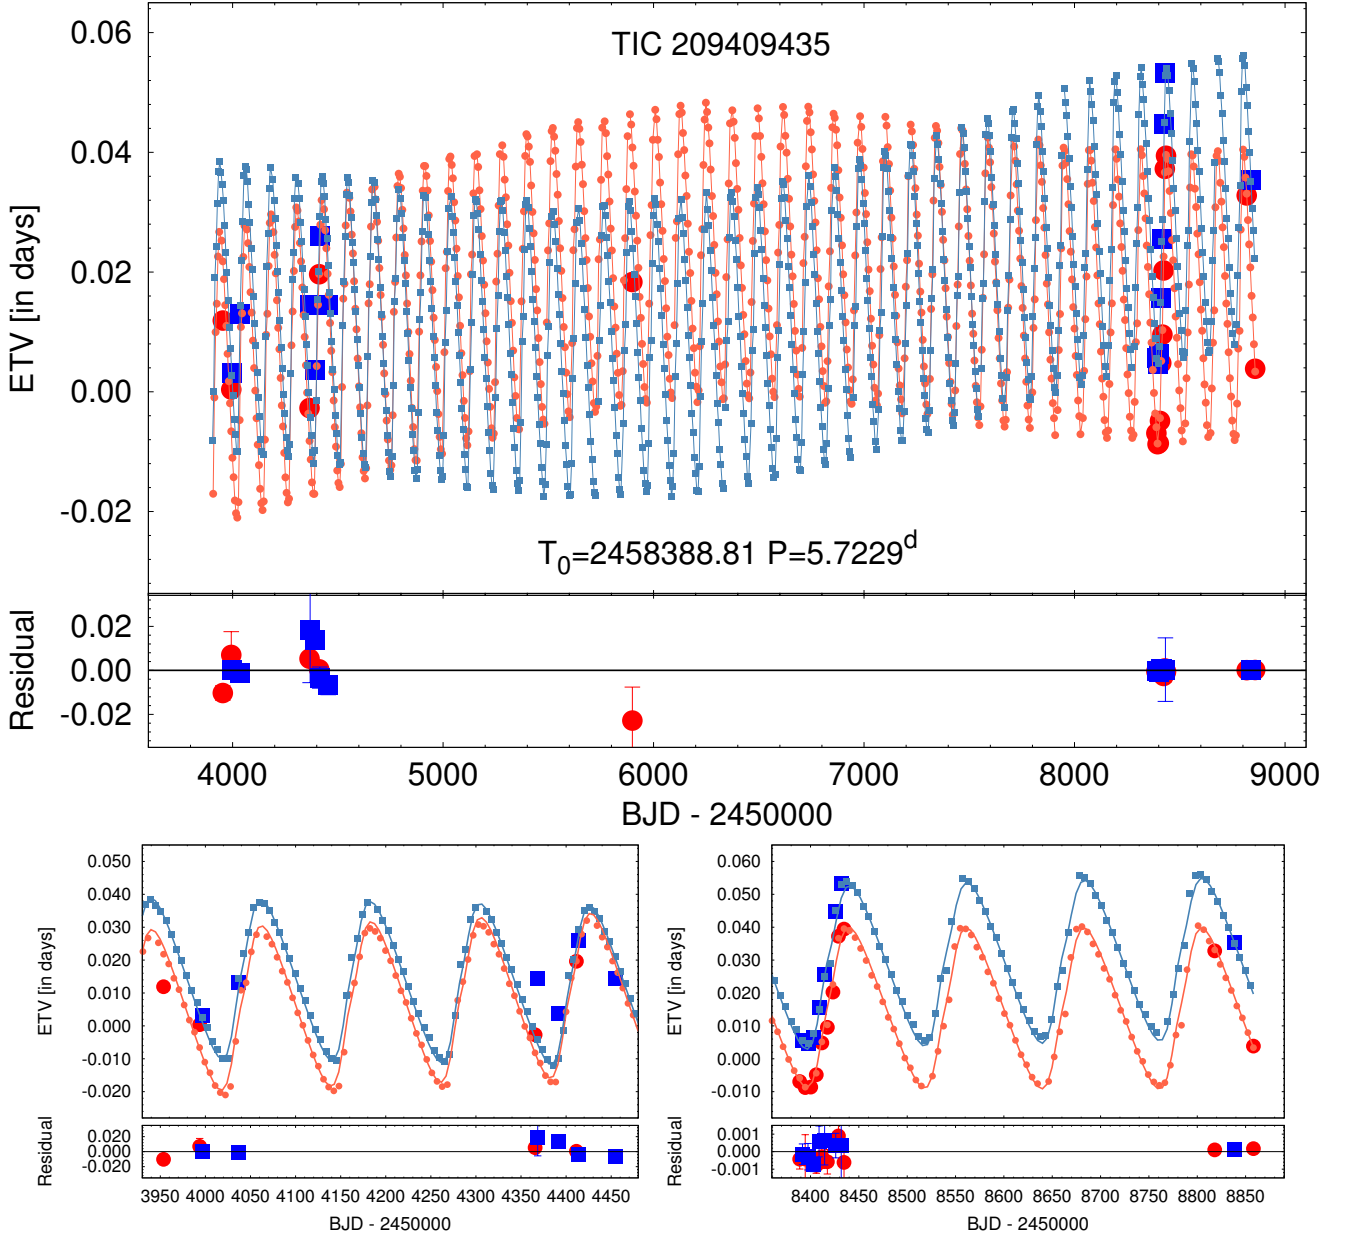 TIC 209409435
ETV [in days]
0.06
0.04
0.02
0.00
-0.02
T0=2458388.81 P=5.7229d
Residual
0.02
0.00
-0.02
4000 5000 6000 7000 8000 9000
BJD - 2450000
ETV [in days]
0.050
0.040
0.030
0.020
0.010
0.000
-0.010
-0.020
Residual
0.020
0.000
-0.020
3950 4000 4050 4100 4150 4200 4250 4300 4350 4400 4450
BJD - 2450000
ETV [in days]
0.060
0.050
0.040
0.030
0.020
0.010
0.000
-0.010
Residual
0.001
0.000
-0.001
8400 8450 8500 8550 8600 8650 8700 8750 8800 8850
BJD - 2450000